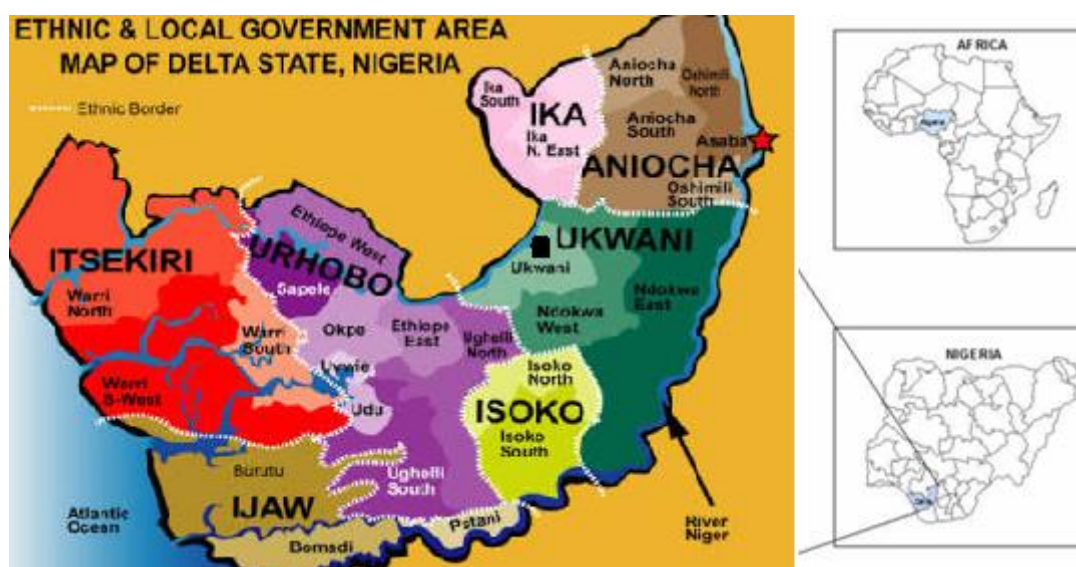 ETHNIC & LOCAL GOVERNMENT AREA
MAP OF DELTA STATE, NIGERIA
Ethnic Border
Ika
South
IKA
Ika
N. East
Aniocha
North
Oshimili
North
Aniocha
South
Asaba
ANIOCHA
Oshimili
South
ITSEKIRI
Warri
North
Warri
South
Warri
S-West
Ethiope West
URHOBO
Sapele
Okpe
Ethiope
East
Ughelli
North
Uvwie
Udu
Ughelli
South
UKWANI
Ukwani
Ndokwa
West
Ndokwa
East
Isoko
North
ISOKO
Isoko
South
Burutu
IJAW
Bomadi
Patani
Atlantic
Ocean
River
Niger
AFRICA
Nigeria
NIGERIA
Delta